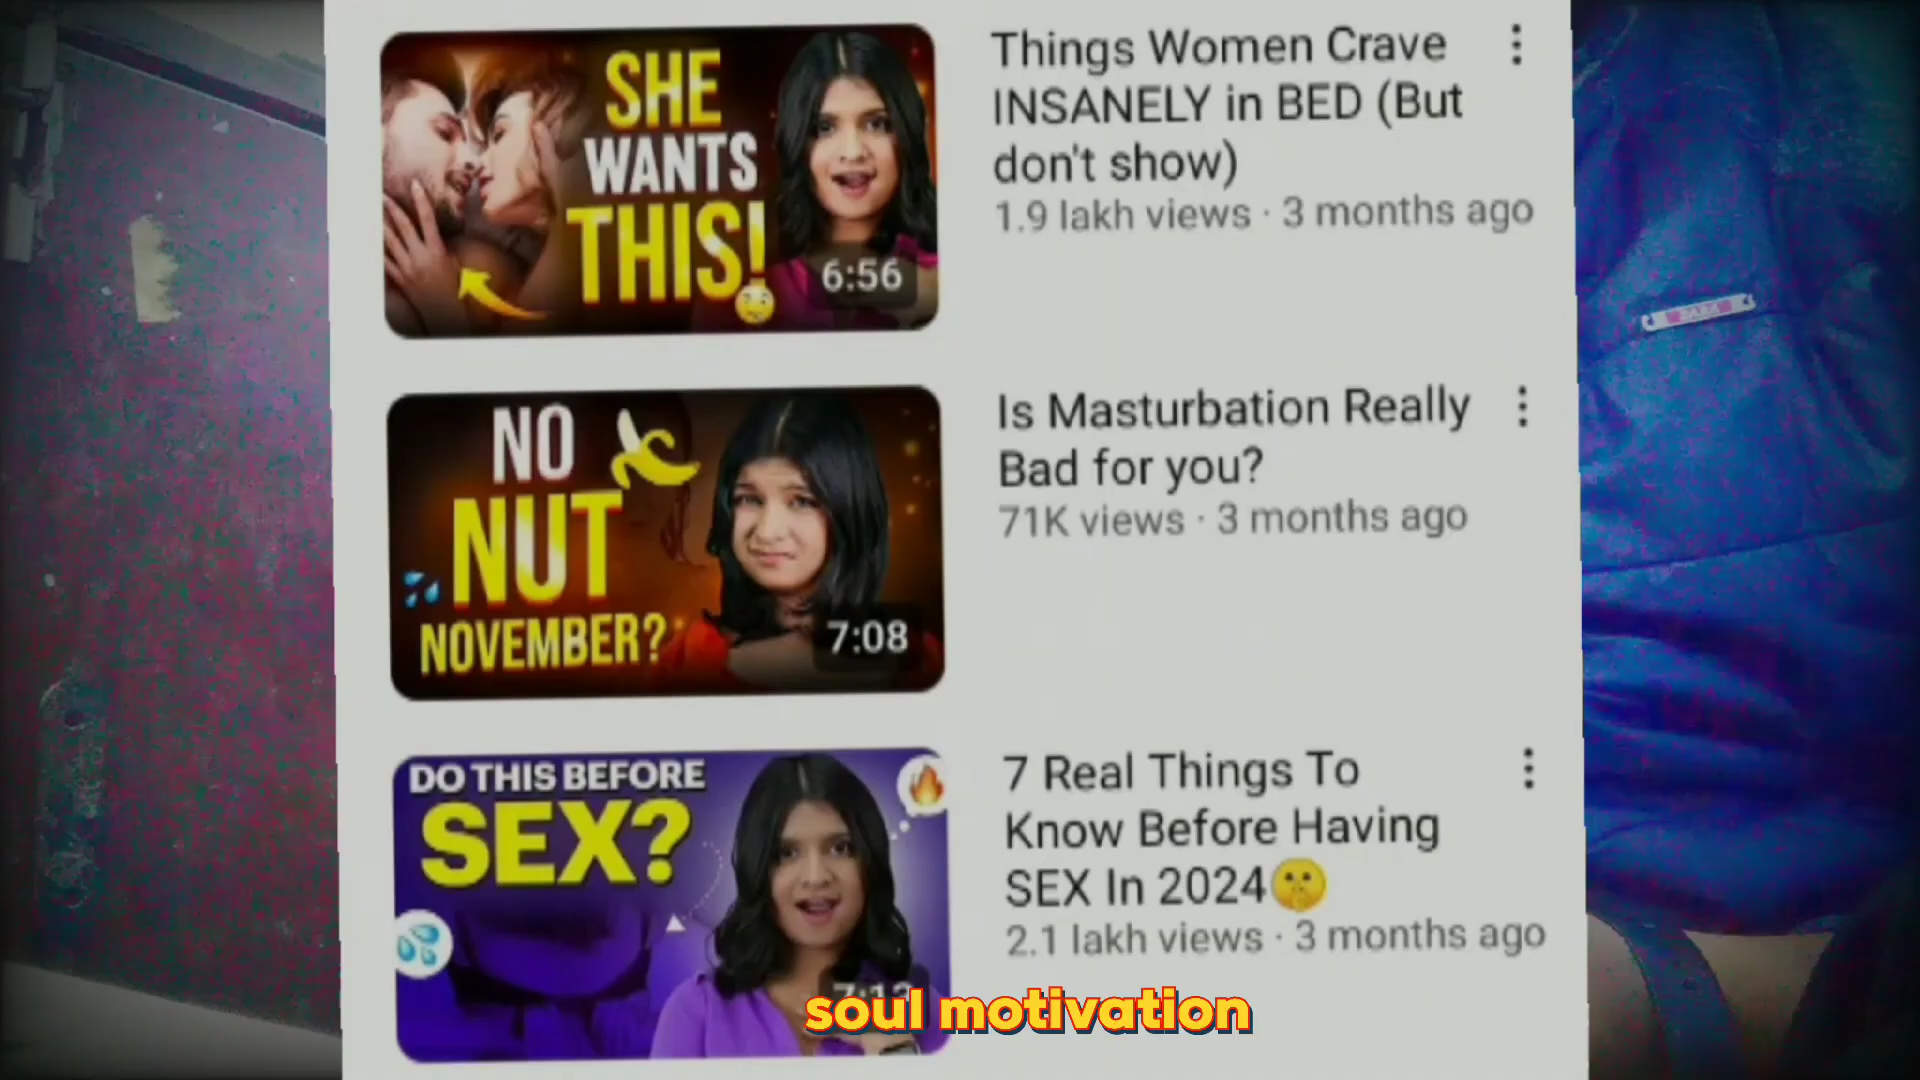 SHE
WANTS
THIS!
6:56
Things Women Crave
INSANELY in BED (But
don't show)
1.9 lakh views · 3 months ago
NO
NUT
NOVEMBER?
7:08
Is Masturbation Really
Bad for you?
71K views · 3 months ago
DO THIS BEFORE
SEX?
7 Real Things To
Know Before Having
SEX In 2024🤫
2.1 lakh views · 3 months ago
soul motivation